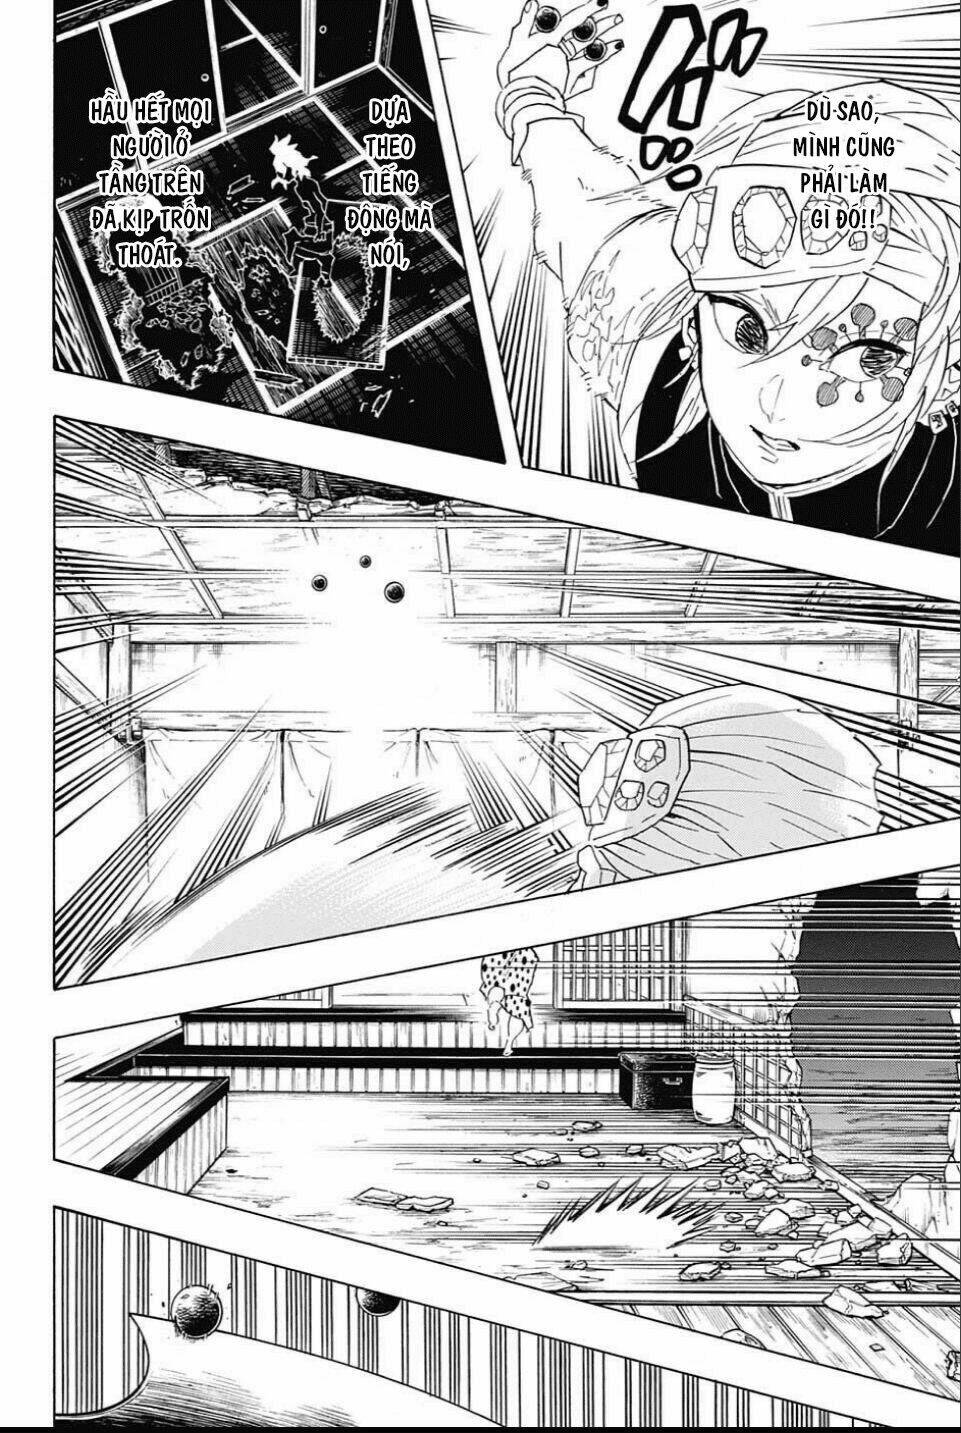 DÙ SAO,
MÌNH CŨNG
PHẢI LÀM
GÌ ĐÓ!!
DỰA
THEO
TIẾNG
ĐỘNG MÀ
NÓI,
HẦU HẾT MỌI
NGƯỜI Ở
TẦNG TRÊN
ĐÃ KỊP TRỐN
THOÁT.